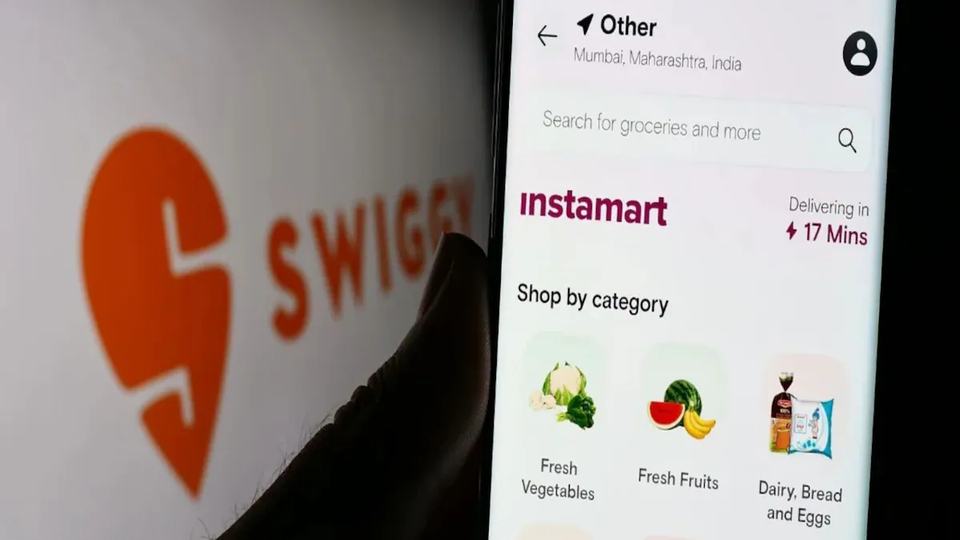 SWIGGY
Other
Mumbai, Maharashtra, India
Search for groceries and more
instamart
Delivering in
17 Mins
Shop by category
Fresh
Vegetables
Fresh Fruits
Dairy, Bread
and Eggs